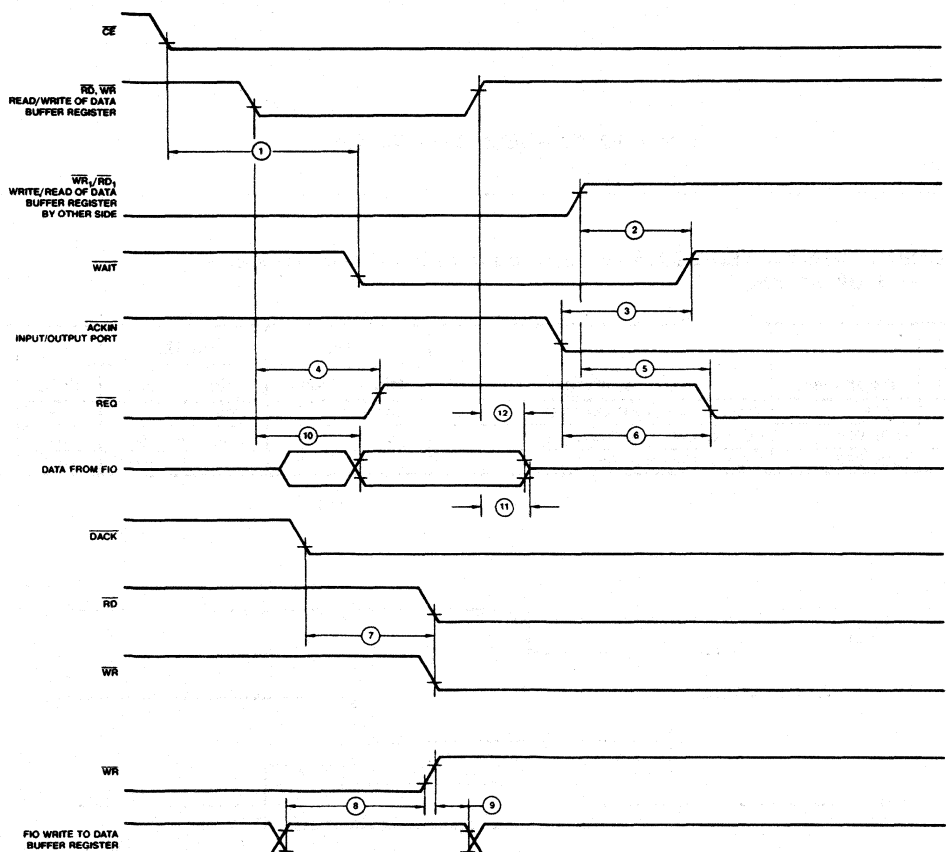 CE
RD, WR
READ/WRITE OF DATA
BUFFER REGISTER
1
WR1/RD1
WRITE/READ OF DATA
BUFFER REGISTER
BY OTHER SIDE
2
WAIT
3
ACKIN
INPUT/OUTPUT PORT
4
5
REQ
12
10
6
DATA FROM FIO
11
DACK
RD
7
WR
WR
8
9
FIO WRITE TO DATA
BUFFER REGISTER